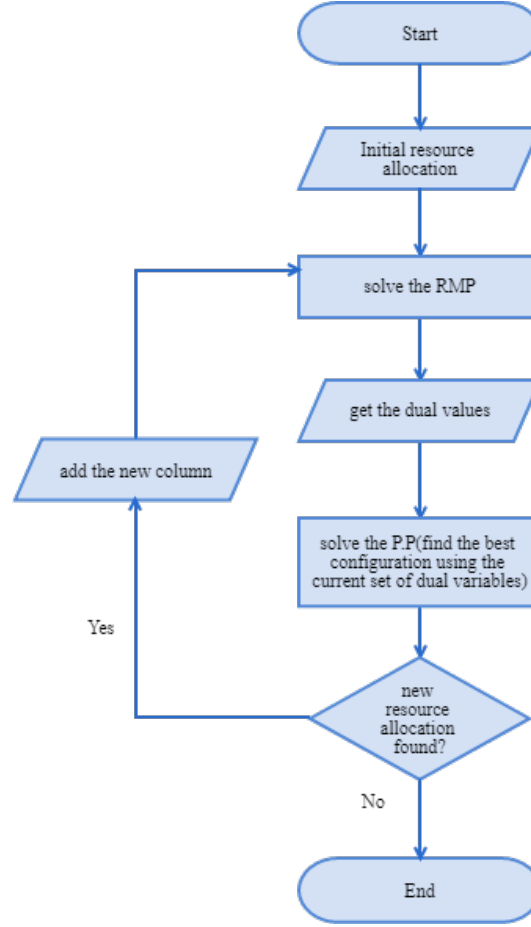 Start
Initial resource
allocation
solve the RMP
get the dual values
add the new column
solve the P.P(find the best
configuration using the
current set of dual variables)
Yes
new
resource
allocation
found?
No
End